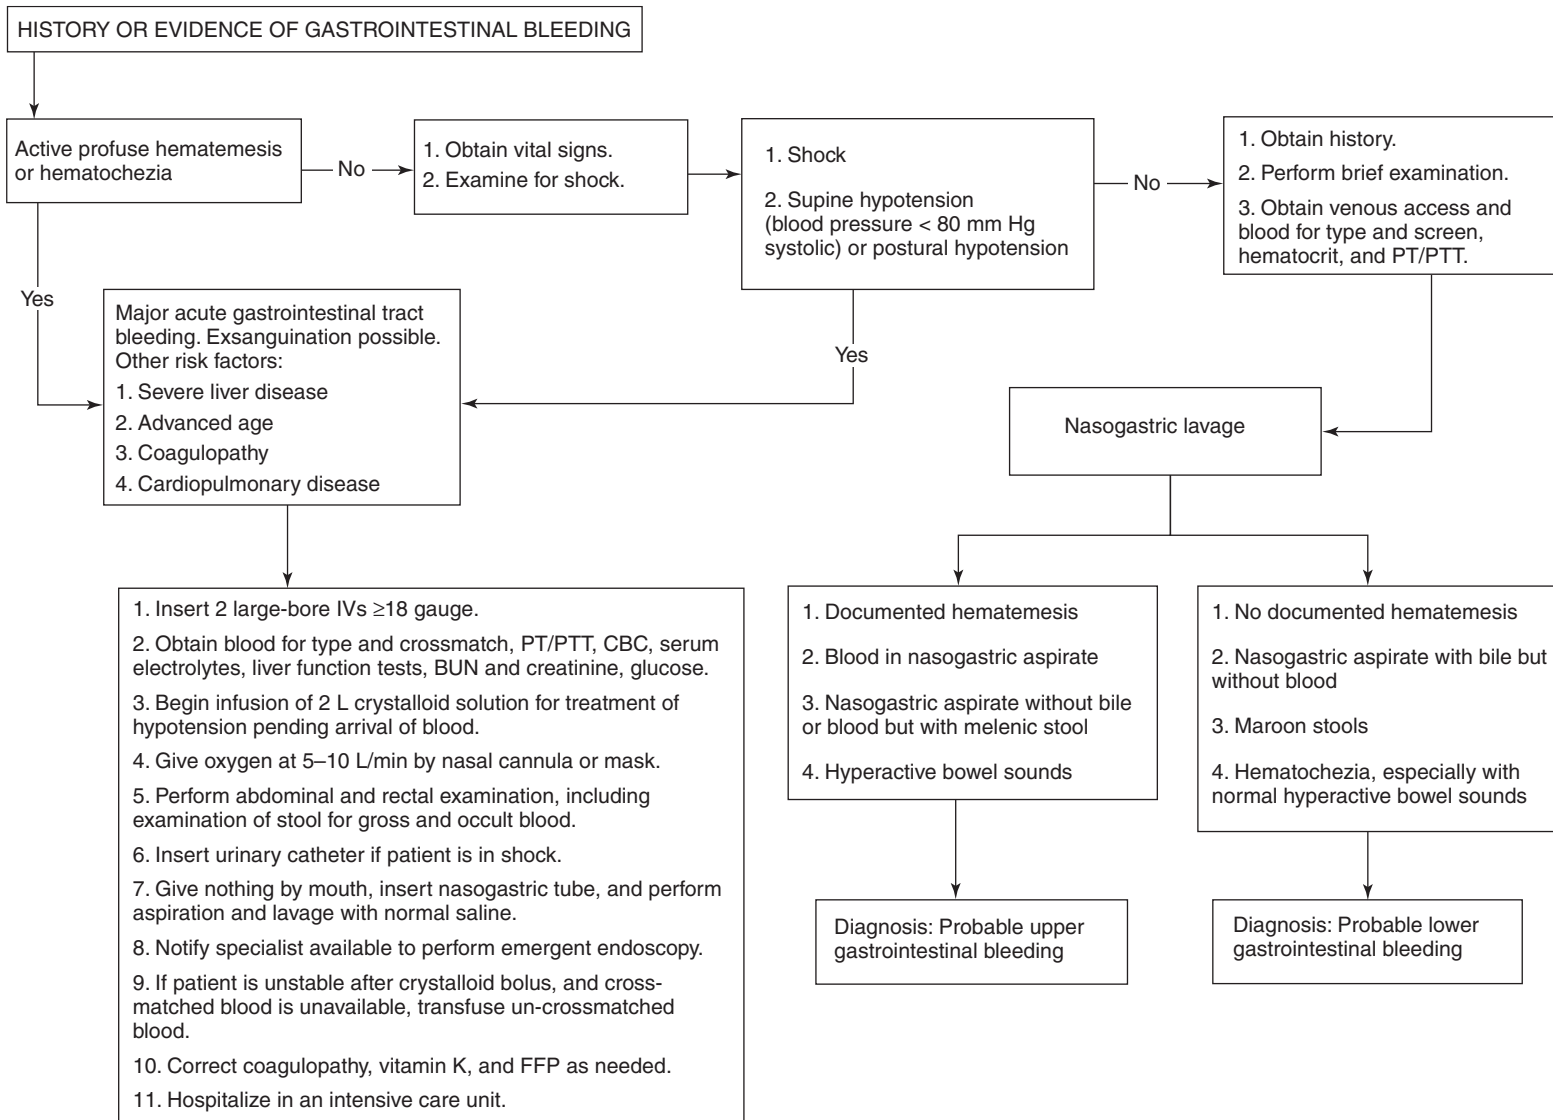 HISTORY OR EVIDENCE OF GASTROINTESTINAL BLEEDING
Active profuse hematemesis
or hematochezia
No
1. Obtain vital signs.
2. Examine for shock.
1. Shock
2. Supine hypotension
(blood pressure < 80 mm Hg
systolic) or postural hypotension
No
1. Obtain history.
2. Perform brief examination.
3. Obtain venous access and
blood for type and screen,
hematocrit, and PT/PTT.
Yes
Major acute gastrointestinal tract
bleeding. Exsanguination possible.
Other risk factors:
1. Severe liver disease
2. Advanced age
3. Coagulopathy
4. Cardiopulmonary disease
Yes
Nasogastric lavage
1. Insert 2 large-bore IVs ≥18 gauge.
2. Obtain blood for type and crossmatch, PT/PTT, CBC, serum
electrolytes, liver function tests, BUN and creatinine, glucose.
3. Begin infusion of 2 L crystalloid solution for treatment of
hypotension pending arrival of blood.
4. Give oxygen at 5–10 L/min by nasal cannula or mask.
5. Perform abdominal and rectal examination, including
examination of stool for gross and occult blood.
6. Insert urinary catheter if patient is in shock.
7. Give nothing by mouth, insert nasogastric tube, and perform
aspiration and lavage with normal saline.
8. Notify specialist available to perform emergent endoscopy.
9. If patient is unstable after crystalloid bolus, and cross-
matched blood is unavailable, transfuse un-crossmatched
blood.
10. Correct coagulopathy, vitamin K, and FFP as needed.
11. Hospitalize in an intensive care unit.
1. Documented hematemesis
2. Blood in nasogastric aspirate
3. Nasogastric aspirate without bile
or blood but with melenic stool
4. Hyperactive bowel sounds
1. No documented hematemesis
2. Nasogastric aspirate with bile but
without blood
3. Maroon stools
4. Hematochezia, especially with
normal hyperactive bowel sounds
Diagnosis: Probable upper
gastrointestinal bleeding
Diagnosis: Probable lower
gastrointestinal bleeding